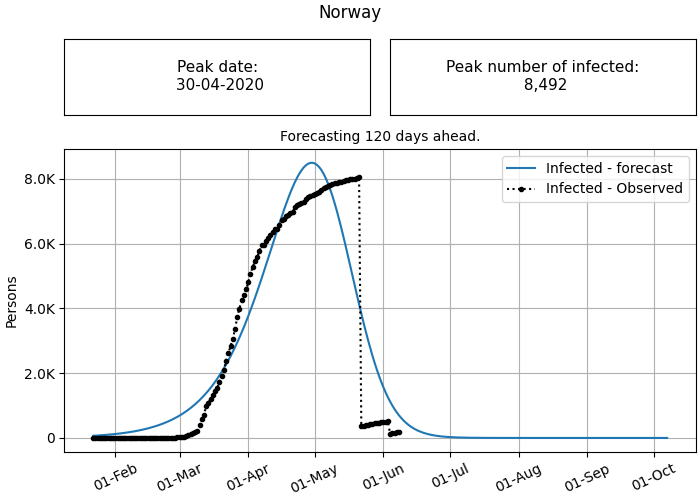 Norway
Peak date:
30-04-2020
Peak number of infected:
8,492
Forecasting 120 days ahead.
Infected - forecast
Infected - Observed
8.0K
6.0K
4.0K
2.0K
0
Persons
01-Feb
01-Mar
01-Apr
01-May
01-Jun
01-Jul
01-Aug
01-Sep
01-Oct